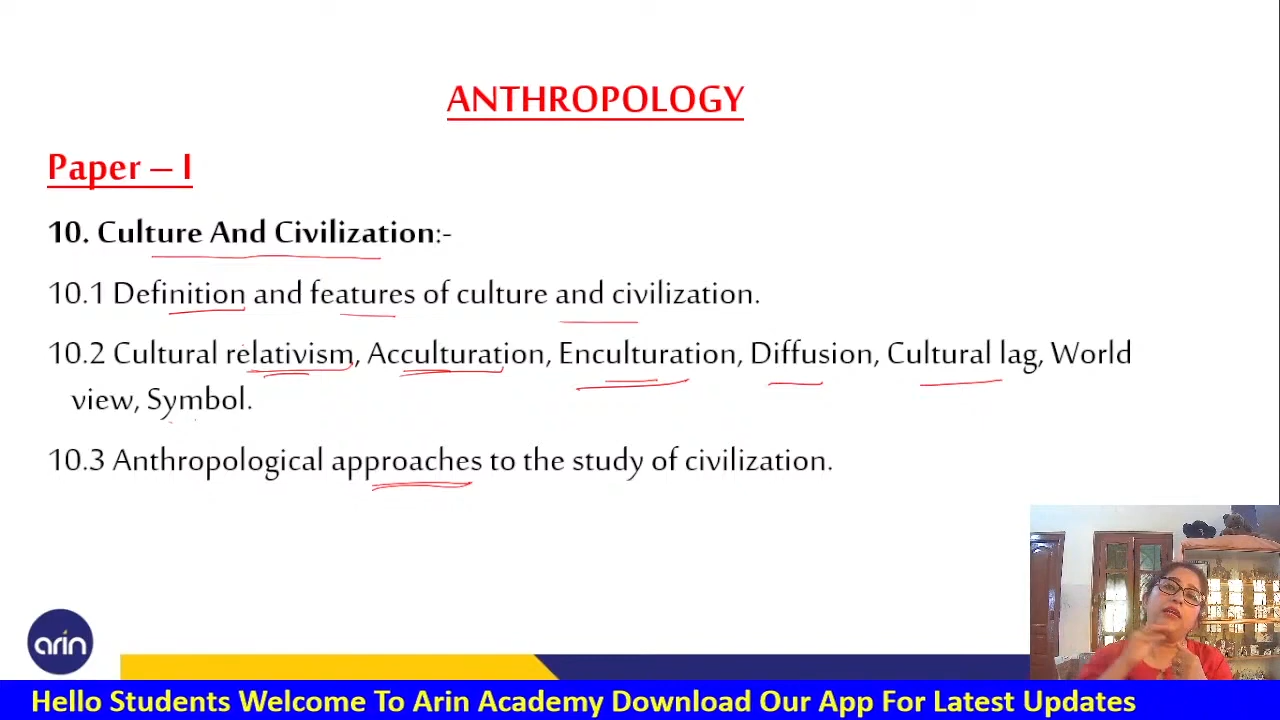 ANTHROPOLOGY
Paper – I
10. Culture And Civilization:-
10.1 Definition and features of culture and civilization.
10.2 Cultural relativism, Acculturation, Enculturation, Diffusion, Cultural lag, World
view, Symbol.
10.3 Anthropological approaches to the study of civilization.
arin
Hello Students Welcome To Arin Academy Download Our App For Latest Updates